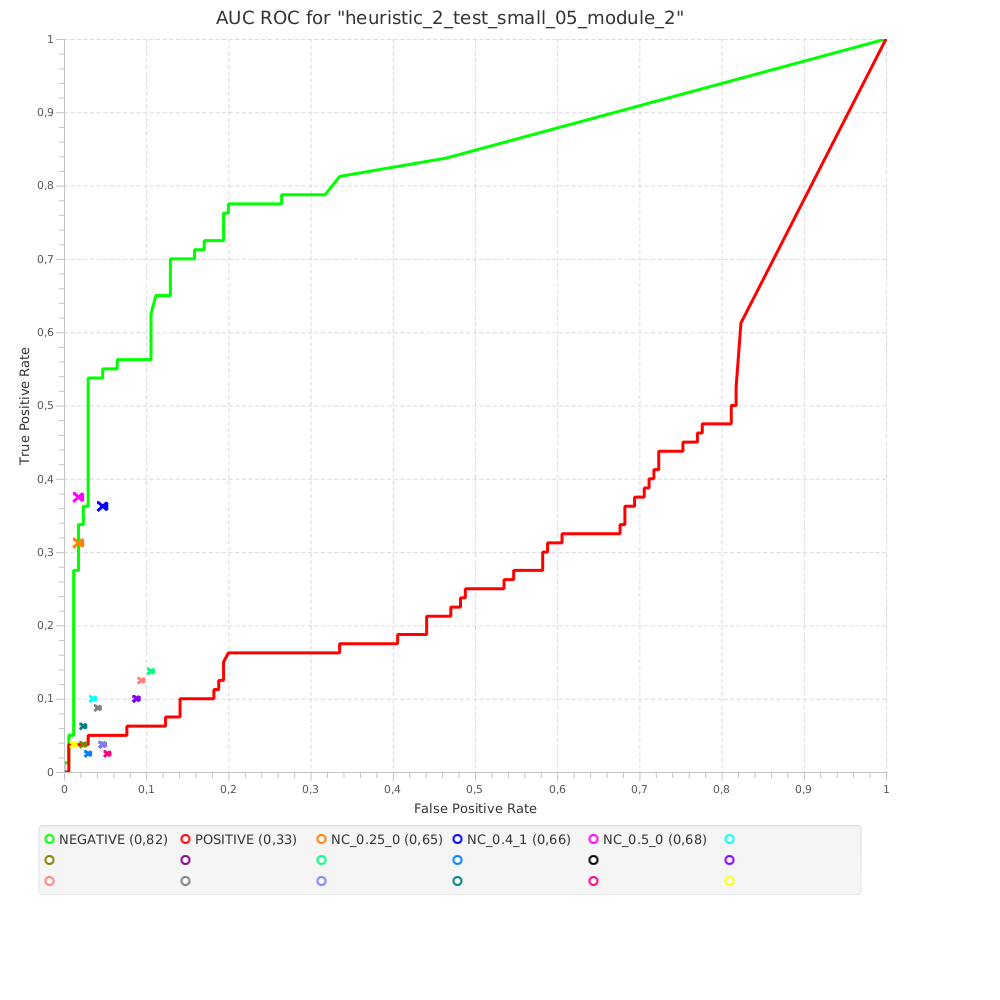 AUC ROC for "heuristic_2_test_small_05_module_2"
1
0,9
0,8
0,7
0,6
0,5
0,4
0,3
0,2
0,1
0
True Positive Rate
0 0,1 0,2 0,3 0,4 0,5 0,6 0,7 0,8 0,9 1
False Positive Rate
NEGATIVE (0,82) POSITIVE (0,33) NC_0.25_0 (0,65) NC_0.4_1 (0,66) NC_0.5_0 (0,68)